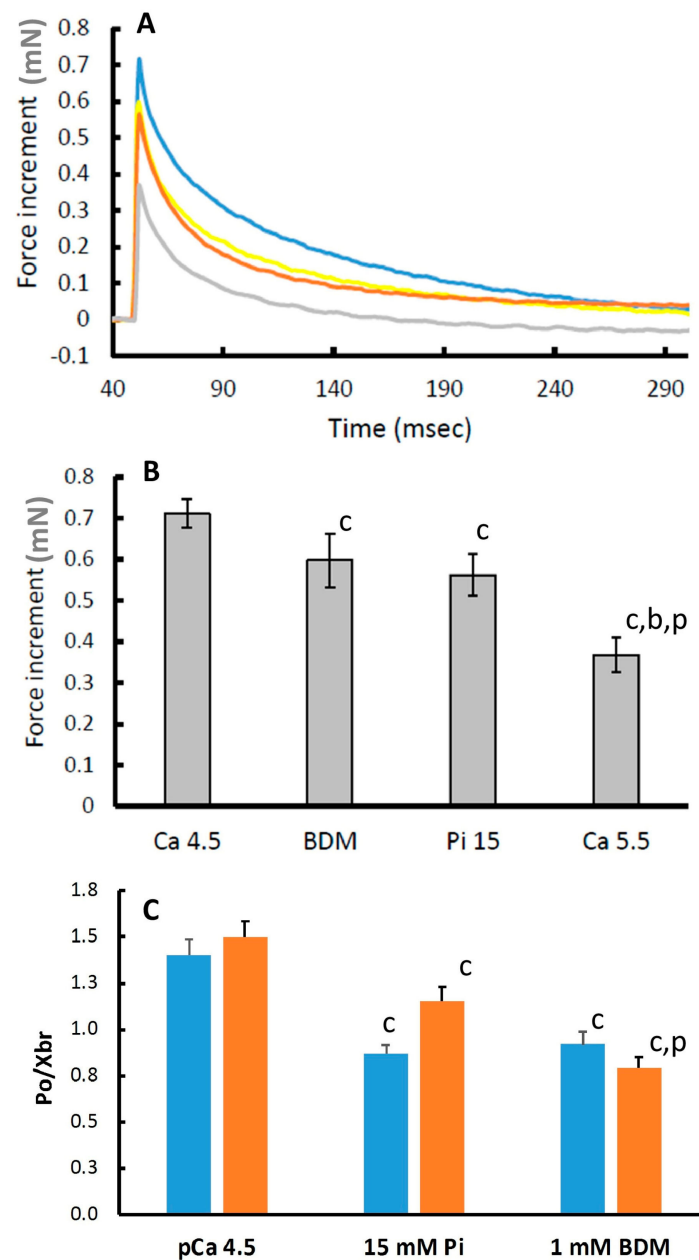 A
Force increment (mN)
0.8
0.7
0.6
0.5
0.4
0.3
0.2
0.1
0
-0.1
40 90 140 190 240 290
Time (msec)
B
Force increment (mN)
0.8
0.7
0.6
0.5
0.4
0.3
0.2
0.1
0
c
c
c,b,p
Ca 4.5 BDM Pi 15 Ca 5.5
C
Po/Xbr
1.8
1.5
1.3
1.0
0.8
0.5
0.3
0.0
c
c
c
c,p
pCa 4.5 15 mM Pi 1 mM BDM